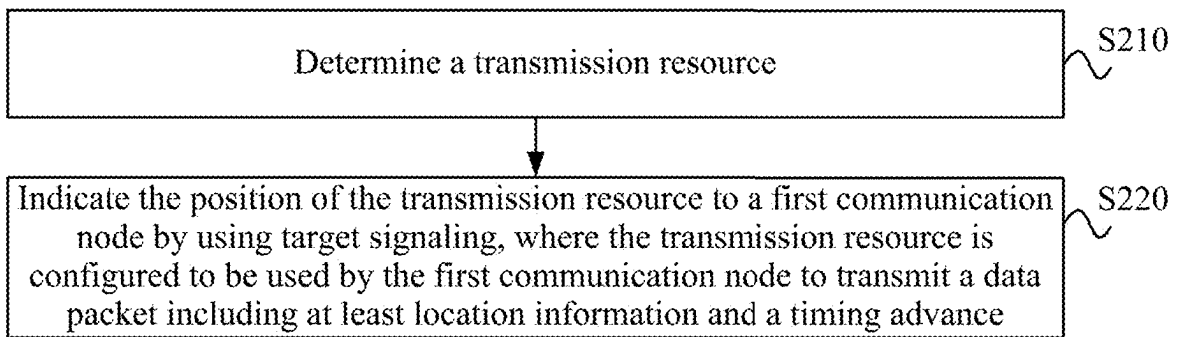 Determine a transmission resource
S210
Indicate the position of the transmission resource to a first communication
node by using target signaling, where the transmission resource is
configured to be used by the first communication node to transmit a data
packet including at least location information and a timing advance
S220